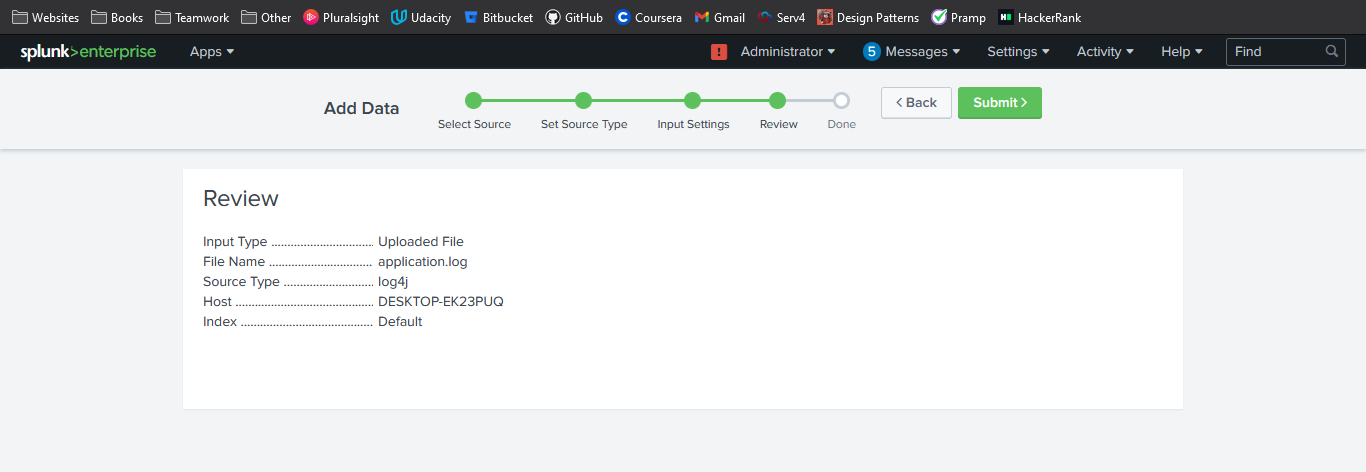 Websites Books Teamwork Other Pluralsight Udacity Bitbucket GitHub Coursera Gmail Serv4 Design Patterns Pramp HackerRank
splunk>enterprise Apps ! Administrator 5 Messages Settings Activity Help Find
Add Data
Select Source Set Source Type Input Settings Review Done
< Back Submit >
Review
Input Type ................................ Uploaded File
File Name ................................ application.log
Source Type ............................ log4j
Host .......................................... DESKTOP-EK23PUQ
Index ......................................... Default